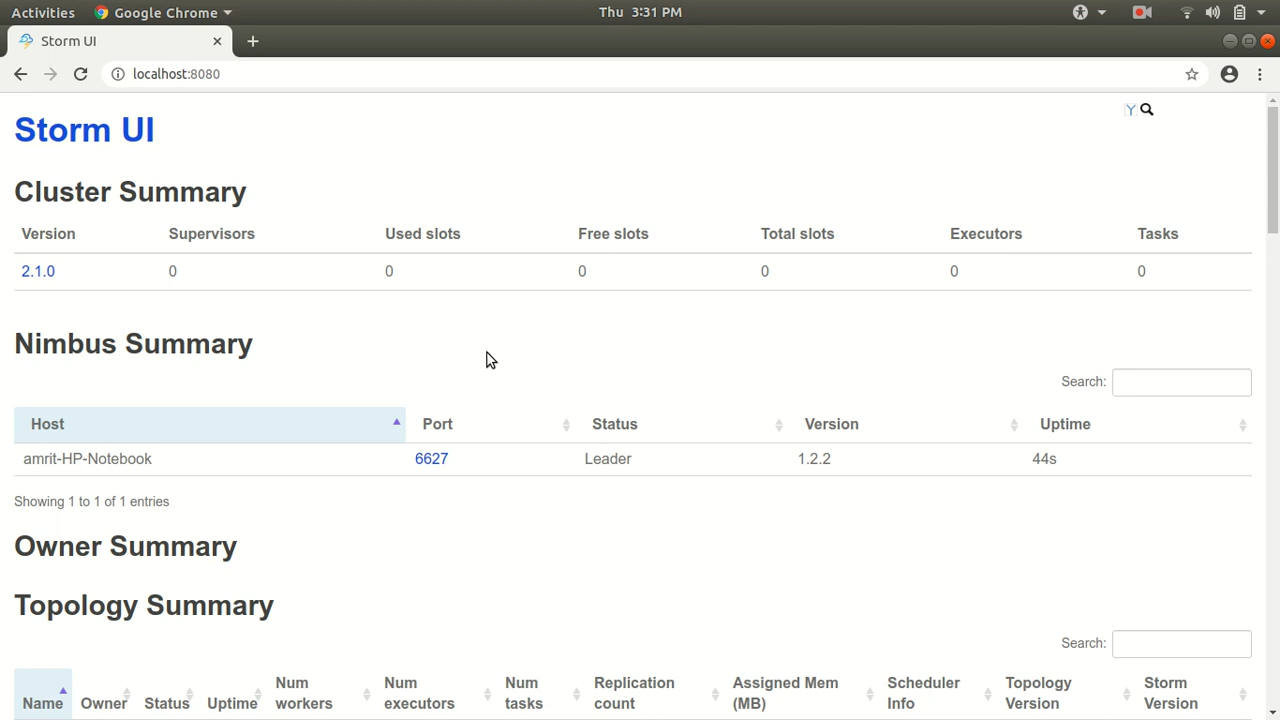 Activities Google Chrome Thu 3:31 PM
Storm UI
localhost:8080
Storm UI
Cluster Summary
Version Supervisors Used slots Free slots Total slots Executors Tasks
2.1.0 0 0 0 0 0 0
Nimbus Summary
Search:
Host Port Status Version Uptime
amrit-HP-Notebook 6627 Leader 1.2.2 44s
Showing 1 to 1 of 1 entries
Owner Summary
Topology Summary
Search:
Name Owner Status Uptime Num workers Num executors Num tasks Replication count Assigned Mem (MB) Scheduler Info Topology Version Storm Version